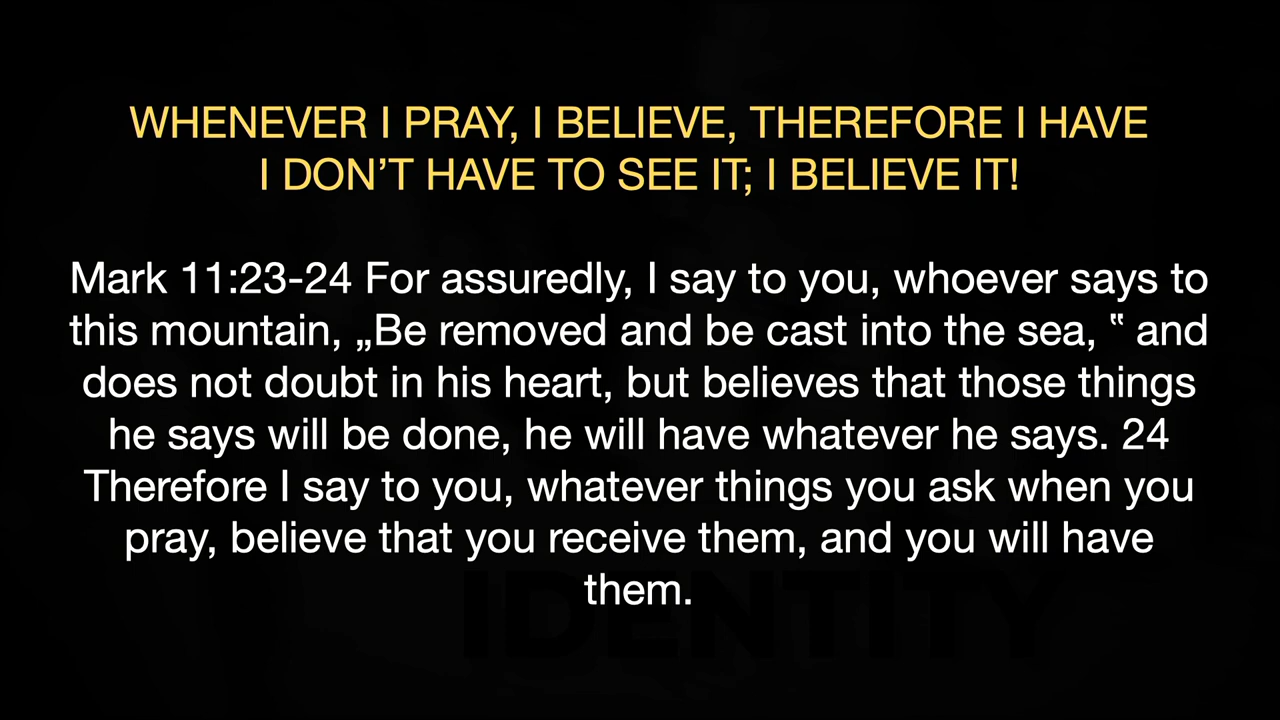 WHENEVER I PRAY, I BELIEVE, THEREFORE I HAVE
I DON’T HAVE TO SEE IT; I BELIEVE IT!
Mark 11:23-24 For assuredly, I say to you, whoever says to
this mountain, „Be removed and be cast into the sea, ‟ and
does not doubt in his heart, but believes that those things
he says will be done, he will have whatever he says. 24
Therefore I say to you, whatever things you ask when you
pray, believe that you receive them, and you will have
them.
IDENTITY